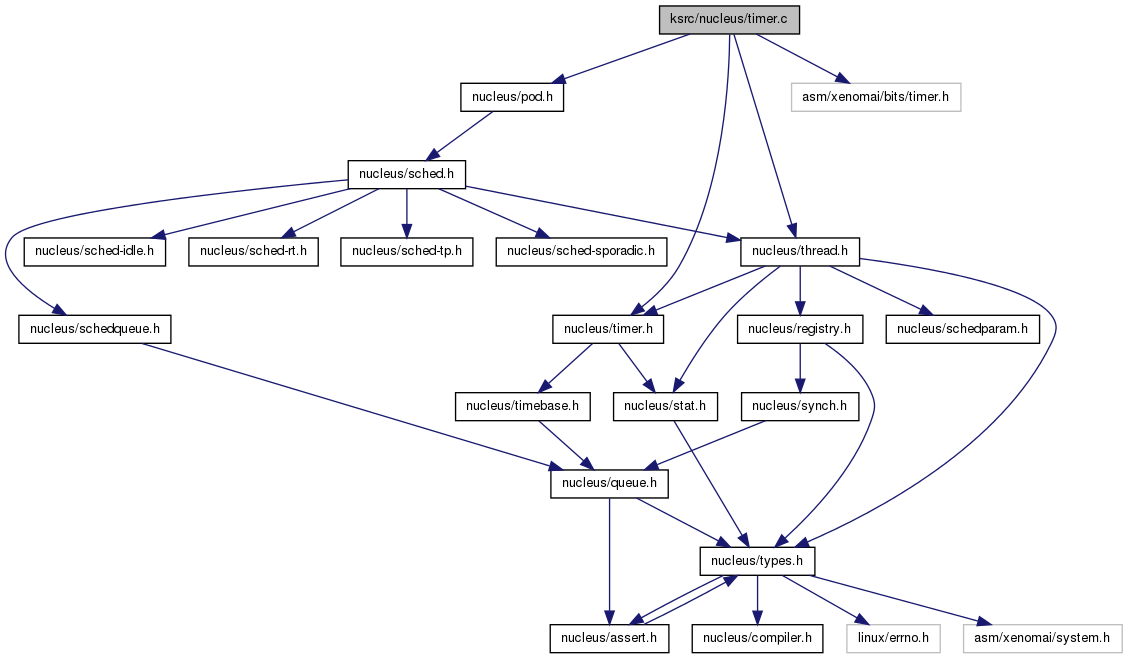 ksrc/nucleus/timer.c
nucleus/pod.h
asm/xenomai/bits/timer.h
nucleus/sched.h
nucleus/sched-idle.h
nucleus/sched-rt.h
nucleus/sched-tp.h
nucleus/sched-sporadic.h
nucleus/thread.h
nucleus/schedqueue.h
nucleus/timer.h
nucleus/registry.h
nucleus/schedparam.h
nucleus/timebase.h
nucleus/stat.h
nucleus/synch.h
nucleus/queue.h
nucleus/types.h
nucleus/assert.h
nucleus/compiler.h
linux/errno.h
asm/xenomai/system.h